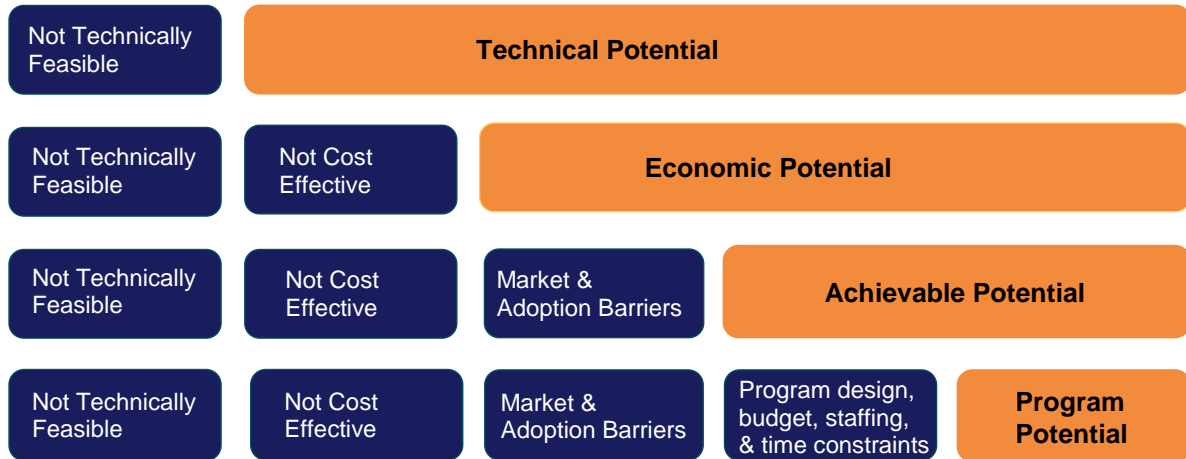 Not Technically
Feasible
Technical Potential
Not Technically
Feasible
Not Cost
Effective
Economic Potential
Not Technically
Feasible
Not Cost
Effective
Market &
Adoption Barriers
Achievable Potential
Not Technically
Feasible
Not Cost
Effective
Market &
Adoption Barriers
Program design,
budget, staffing,
& time constraints
Program
Potential